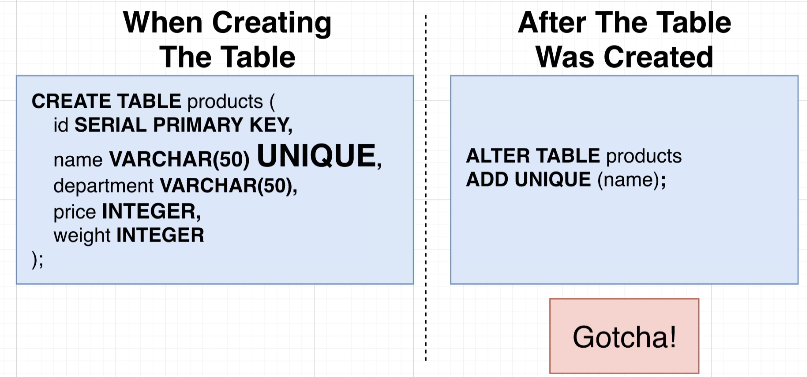 When Creating
The Table
CREATE TABLE products (
id SERIAL PRIMARY KEY,
name VARCHAR(50) UNIQUE,
department VARCHAR(50),
price INTEGER,
weight INTEGER
);
After The Table
Was Created
ALTER TABLE products
ADD UNIQUE (name);
Gotcha!